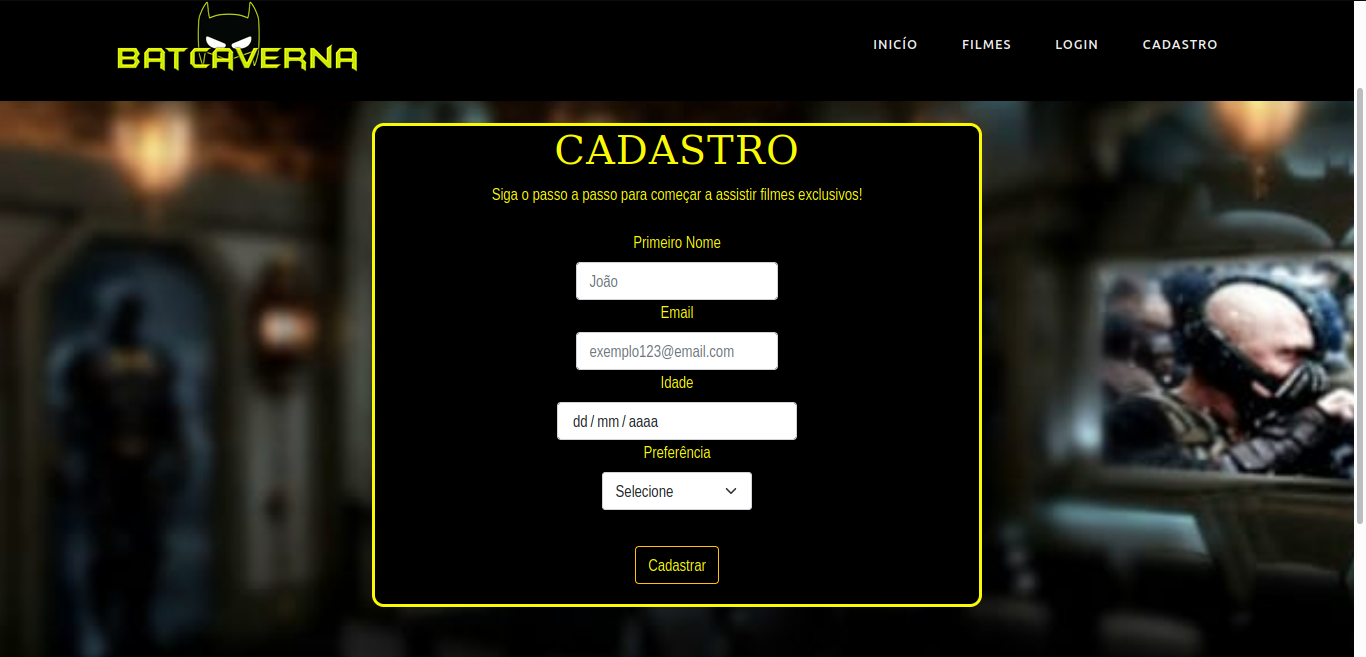 BATCAVERNA
INÍCIO FILMES LOGIN CADASTRO
CADASTRO
Siga o passo a passo para começar a assistir filmes exclusivos!
Primeiro Nome
João
Email
exemplo123@email.com
Idade
dd / mm / aaaa
Preferência
Selecione
Cadastrar